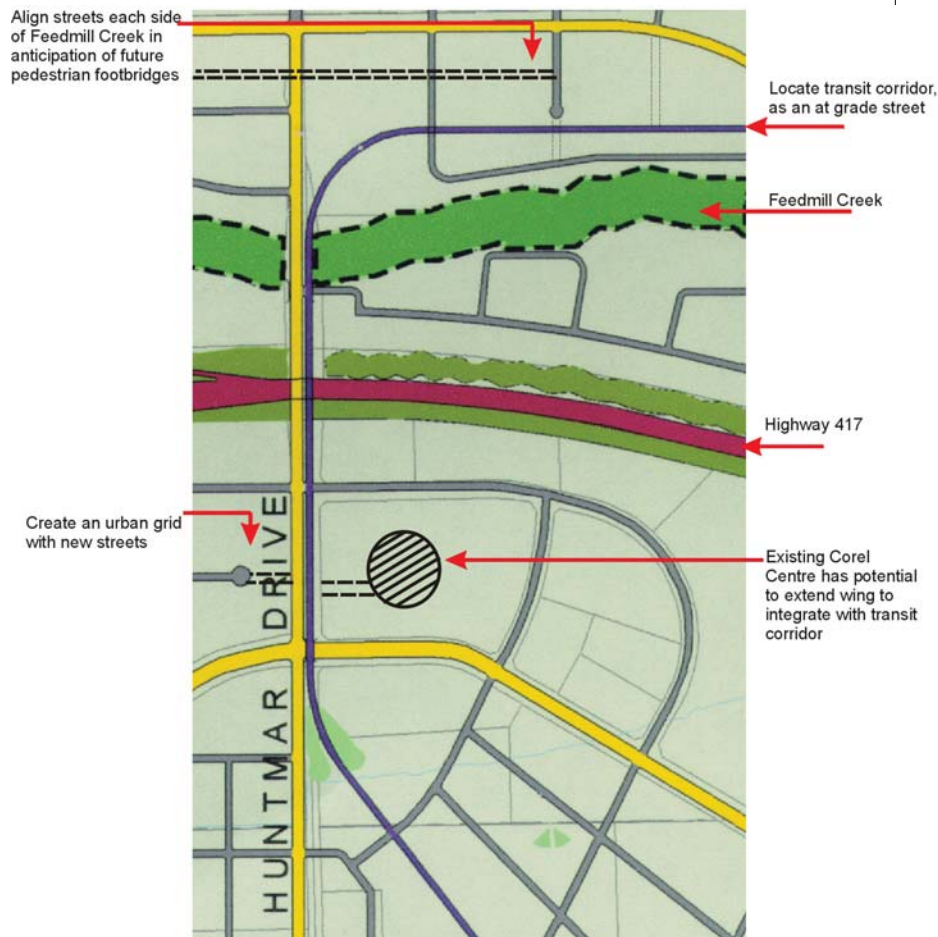 Align streets each side
of Feedmill Creek in
anticipation of future
pedestrian footbridges
Locate transit corridor,
as an at grade street
Feedmill Creek
Highway 417
Create an urban grid
with new streets
Existing Corel
Centre has potential
to extend wing to
integrate with transit
corridor
HUNTMAR DRIVE